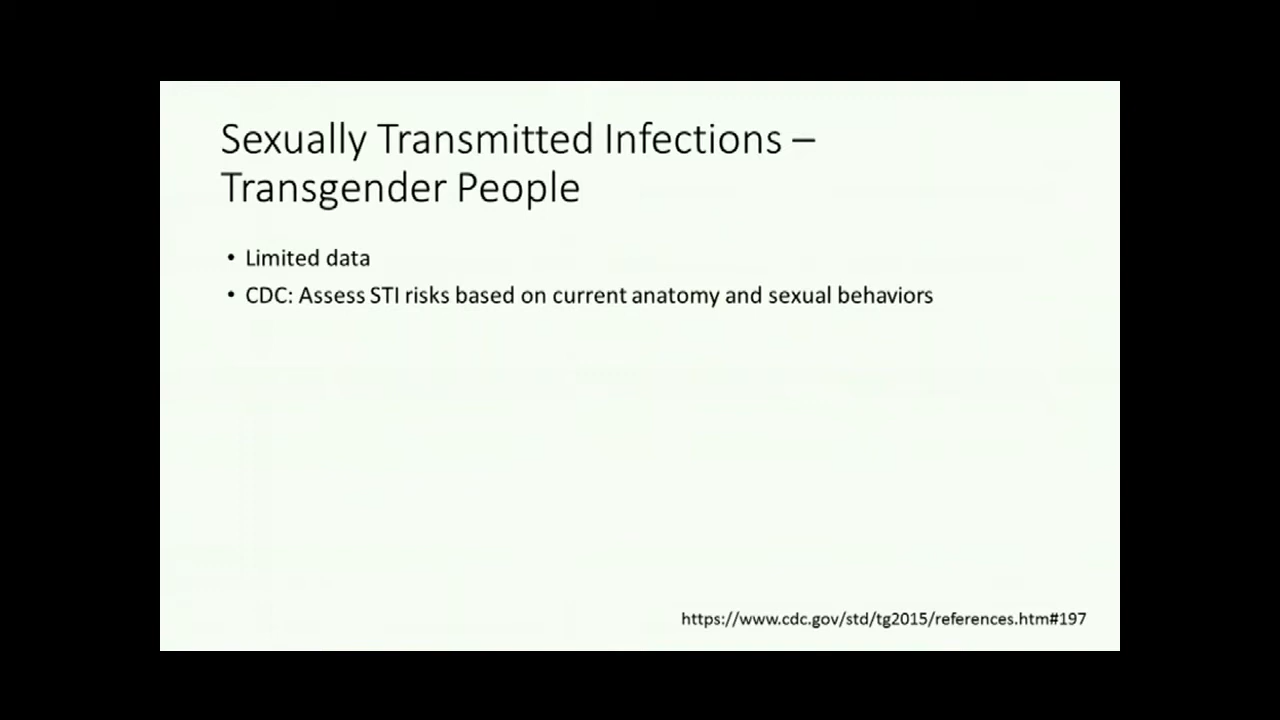 Sexually Transmitted Infections –
Transgender People
• Limited data
• CDC: Assess STI risks based on current anatomy and sexual behaviors
https://www.cdc.gov/std/tg2015/references.htm#197